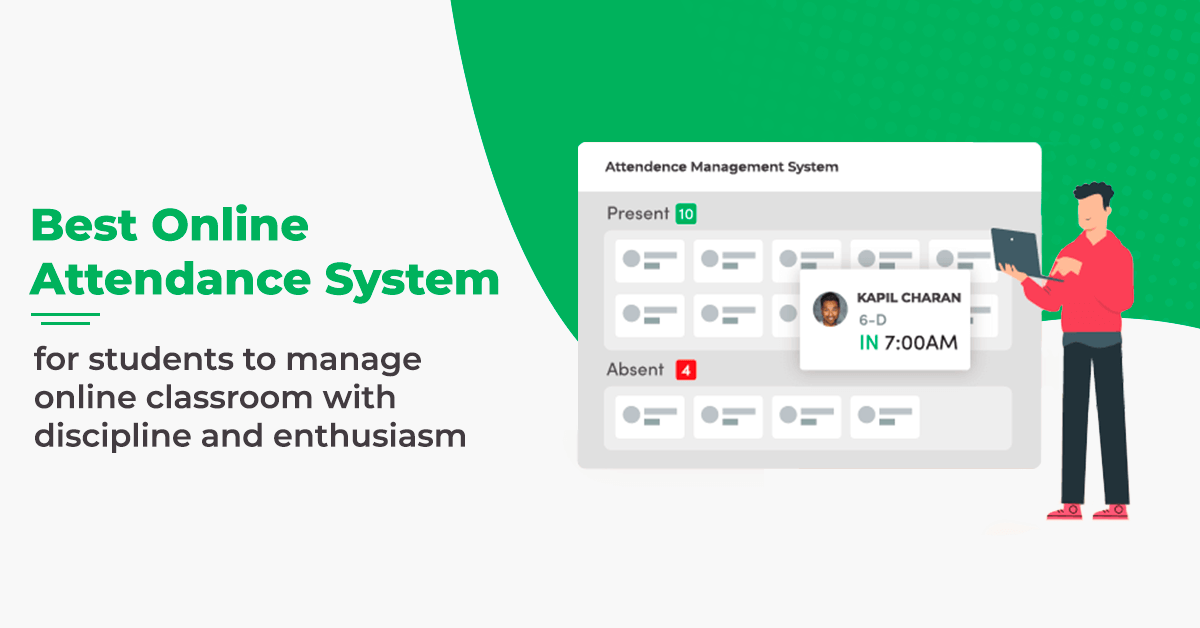 Best Online
Attendance System
for students to manage
online classroom with
discipline and enthusiasm
Attendence Management System
Present 10
KAPIL CHARAN
6-D
IN 7:00AM
Absent 4